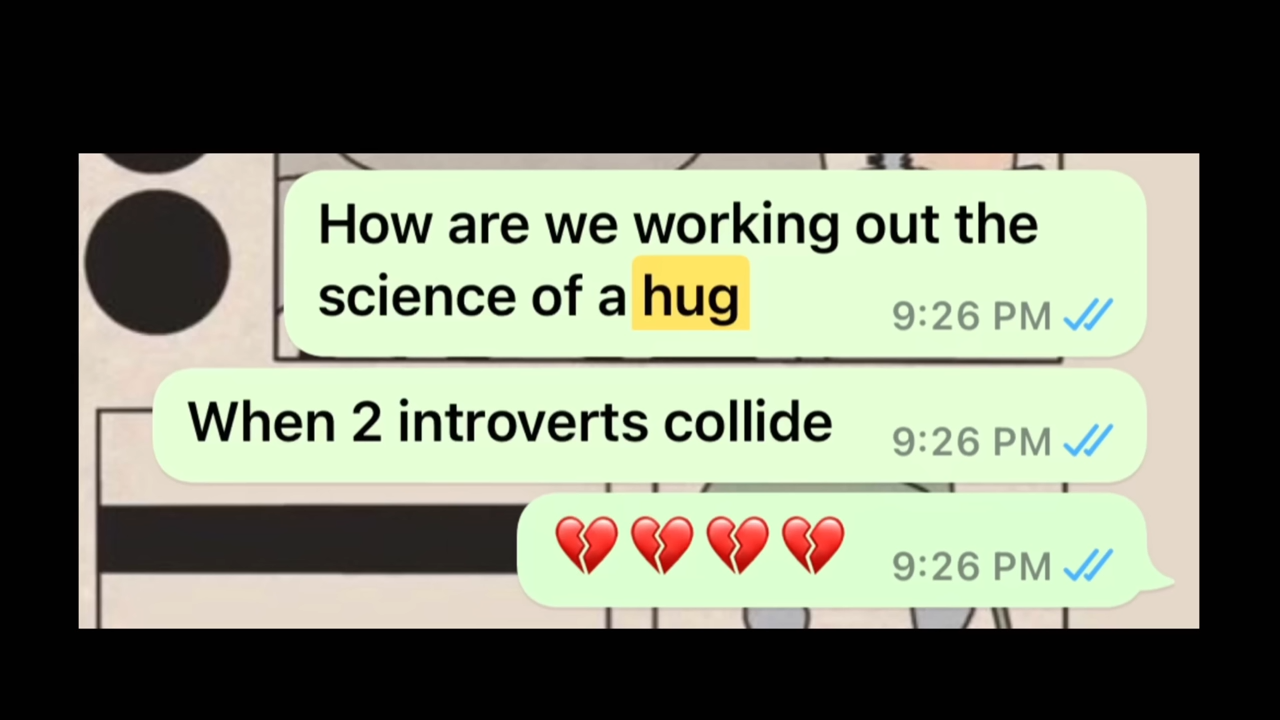 How are we working out the
science of a hug
9:26 PM
When 2 introverts collide
9:26 PM
💔💔💔💔
9:26 PM